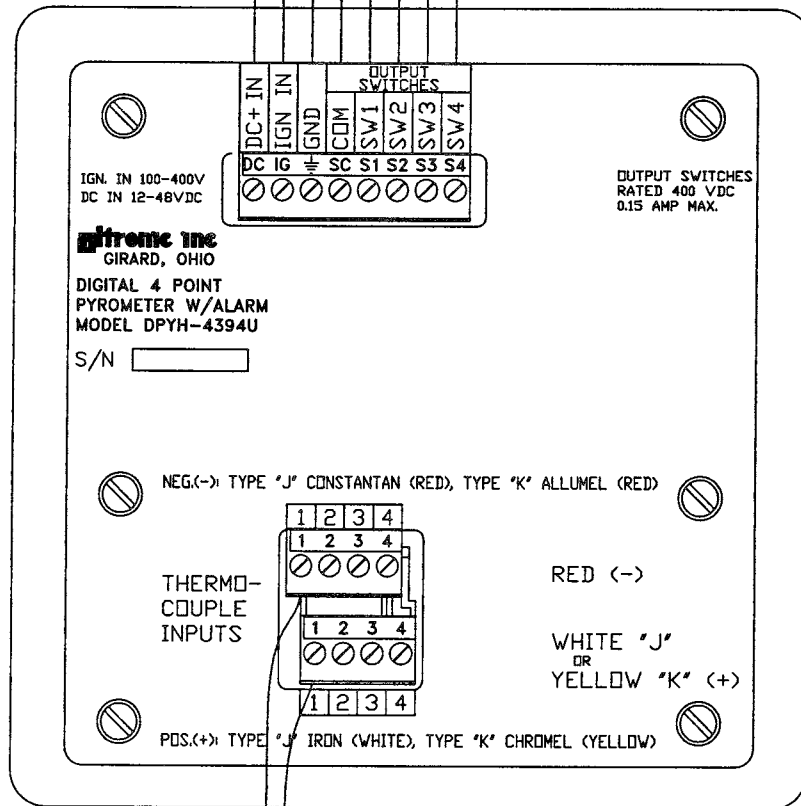 OUTPUT
SWITCHES
DC+ IN
IGN IN
GND
COM
SW1
SW2
SW3
SW4
DC IG SC S1 S2 S3 S4
IGN. IN 100-400V
DC IN 12-48VDC
OUTPUT SWITCHES
RATED 400 VDC
0.15 AMP MAX.
altronic inc
GIRARD, OHIO
DIGITAL 4 POINT
PYROMETER W/ALARM
MODEL DPYH-4394U
S/N
NEG.(-): TYPE "J" CONSTANTAN (RED), TYPE "K" ALLUMEL (RED)
1 2 3 4
1 2 3 4
THERMO-
COUPLE
INPUTS
RED (-)
1 2 3 4
WHITE "J"
OR
YELLOW "K" (+)
1 2 3 4
POS.(+): TYPE "J" IRON (WHITE), TYPE "K" CHROMEL (YELLOW)